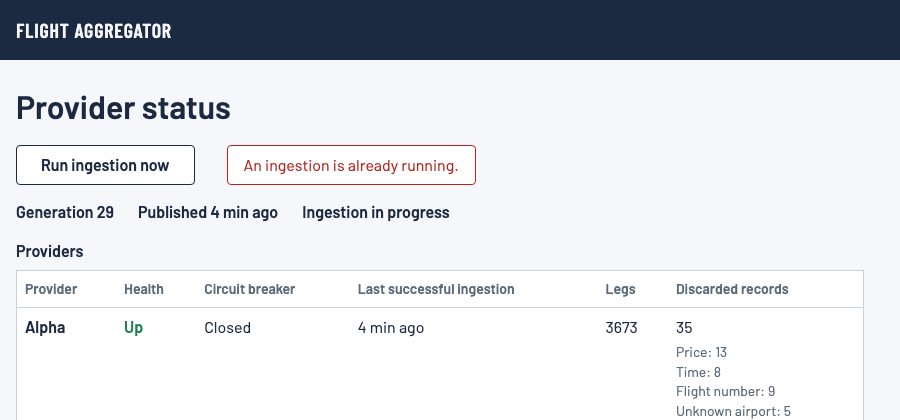 FLIGHT AGGREGATOR
Provider status
Run ingestion now
An ingestion is already running.
Generation 29 Published 4 min ago Ingestion in progress
Providers
Provider Health Circuit breaker Last successful ingestion Legs Discarded records
Alpha Up Closed 4 min ago 3673 35
Price: 13
Time: 8
Flight number: 9
Unknown airport: 5